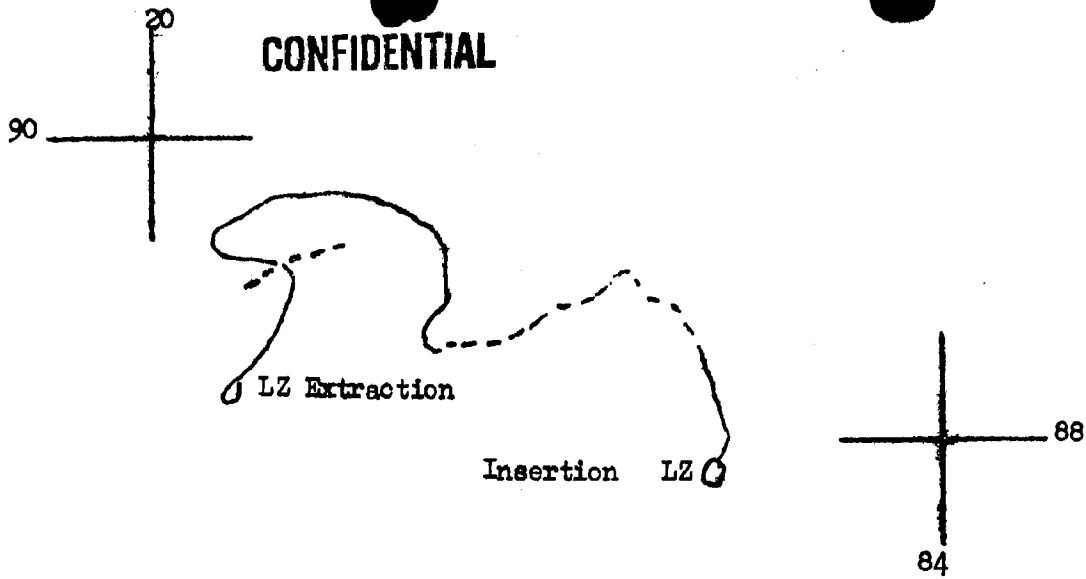 20
CONFIDENTIAL
90
LZ Extraction
88
Insertion LZ
84